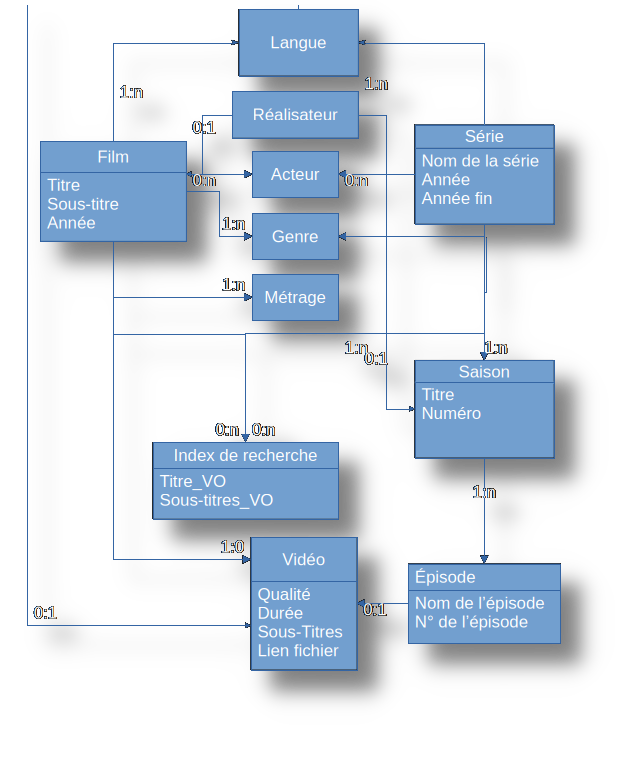 Langue
1:n
1:n
Réalisateur
0:1
Série
Nom de la série
Année
Année fin
Film
Titre
Sous-titre
Année
Acteur
0:n
0:n
1:n
Genre
1:n
Métrage
1:n
0:1
1:n
Saison
Titre
Numéro
0:n
0:n
Index de recherche
Titre_VO
Sous-titres_VO
1:n
1:0
Vidéo
Qualité
Durée
Sous-Titres
Lien fichier
Épisode
Nom de l'épisode
N° de l'épisode
0:1
0:1